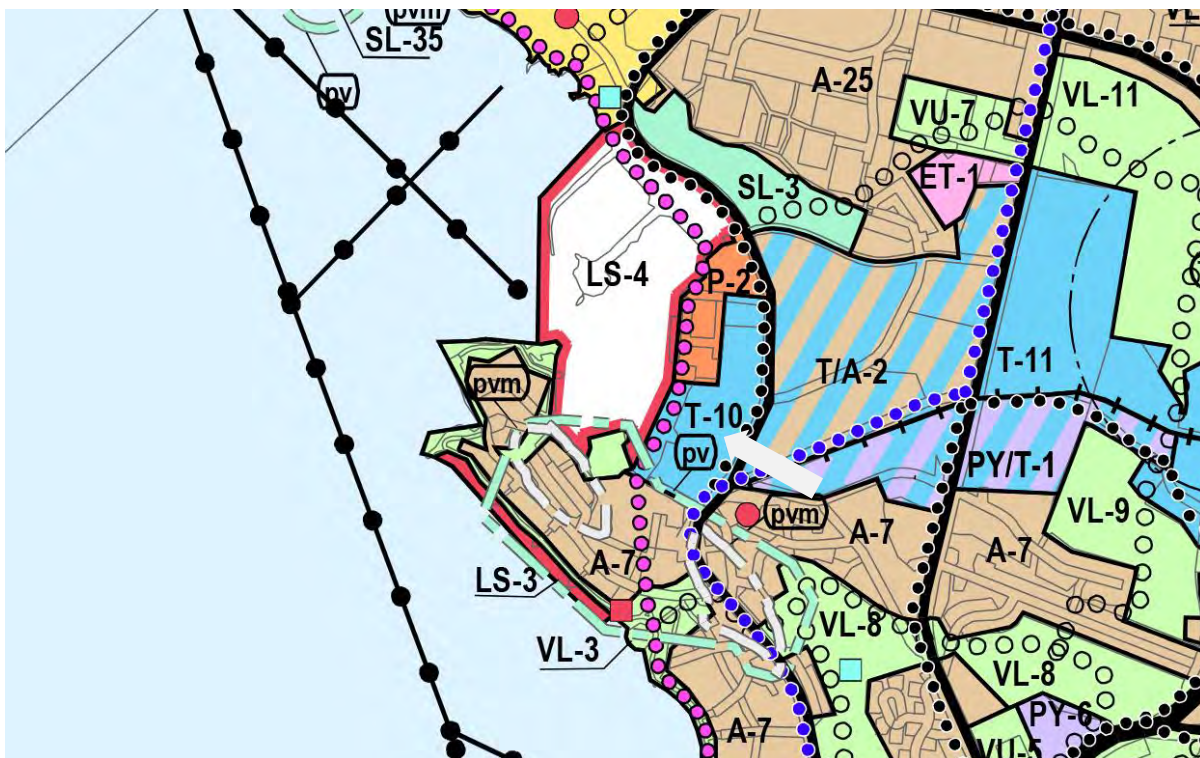 pvm
SL-35
pv
A-25
VU-7
VL-11
ET-1
SL-3
LS-4
P-2
T/A-2
T-11
pvm
T-10
pv
PY/T-1
pvm
VL-9
A-7
A-7
A-7
LS-3
VL-3
VL-8
VL-8
PY-6
A-7
VU-5